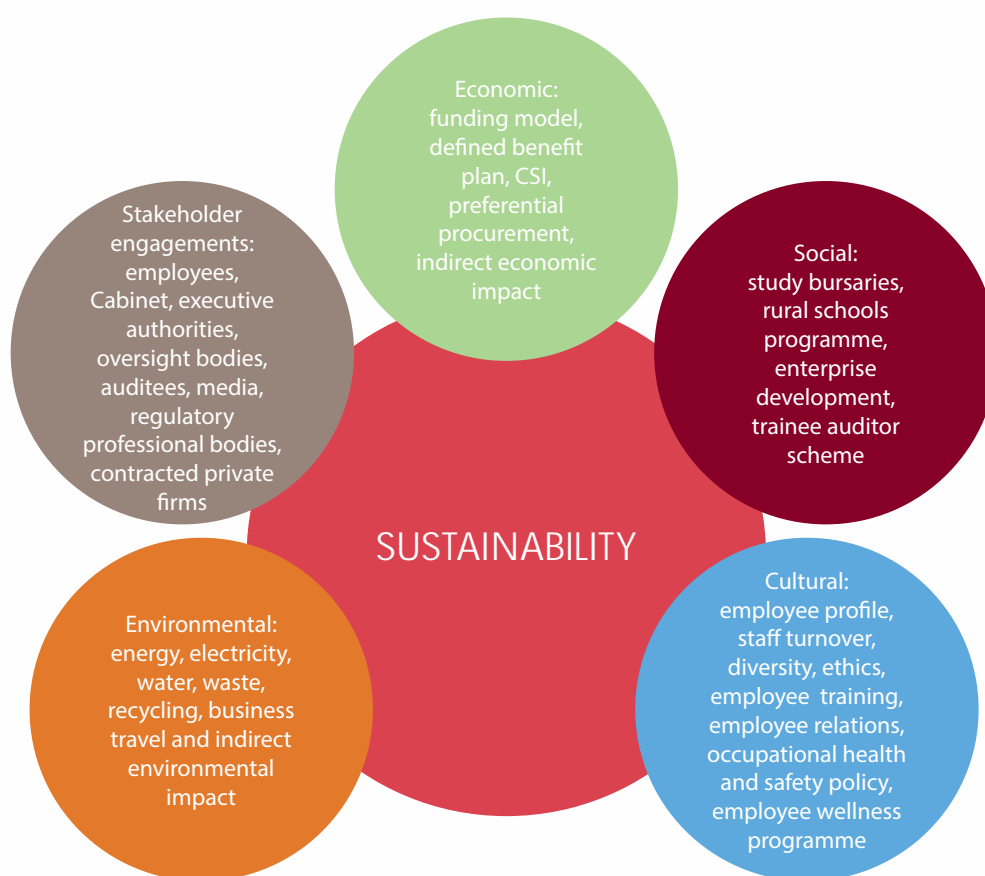 Economic:
funding model,
defined benefit
plan, CSI,
preferential
procurement,
indirect economic
impact
Stakeholder
engagements:
employees,
Cabinet, executive
authorities,
oversight bodies,
auditees, media,
regulatory
professional bodies,
contracted private
firms
Social:
study bursaries,
rural schools
programme,
enterprise
development,
trainee auditor
scheme
SUSTAINABILITY
Environmental:
energy, electricity,
water, waste,
recycling, business
travel and indirect
environmental
impact
Cultural:
employee profile,
staff turnover,
diversity, ethics,
employee training,
employee relations,
occupational health
and safety policy,
employee wellness
programme